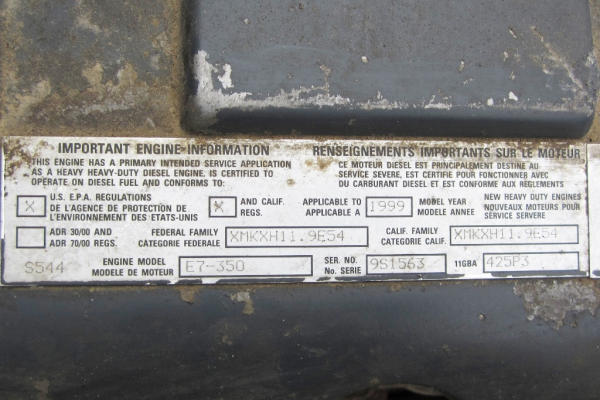 IMPORTANT ENGINE INFORMATION
THIS ENGINE HAS A PRIMARY INTENDED SERVICE APPLICATION
AS A HEAVY HEAVY-DUTY DIESEL ENGINE, IS CERTIFIED TO
OPERATE ON DIESEL FUEL AND CONFORMS TO:
RENSEIGNEMENTS IMPORTANTS SUR LE MOTEUR
CE MOTEUR DIESEL EST PRINCIPALEMENT DESTINÉ AU
SERVICE SEVERE, EST CERTIFIÉ POUR FONCTIONNER AVEC
DU CARBURANT DIESEL ET EST CONFORME AUX RÈGLEMENTS
X U.S. E.P.A. REGULATIONS
DE L'AGENCE DE PROTECTION DE
L'ENVIRONNEMENT DES ETATS-UNIS
X AND CALIF.
REGS.
APPLICABLE TO
APPLICABLE A
1999
MODEL YEAR
MODELE ANNEE
NEW HEAVY DUTY ENGINES
NOUVEAUX MOTEURS POUR
SERVICE SERVERE
ADR 30/00 AND
ADR 70/00 REGS.
FEDERAL FAMILY
CATEGORIE FEDERALE
XMKXH11.9E54
CALIF. FAMILY
CATEGORIE CALIF.
XMKXH11.9E54
S544
ENGINE MODEL
MODELE DE MOTEUR
E7-350
SER. NO.
No. SERIE
9S1563
11GBA
425P3